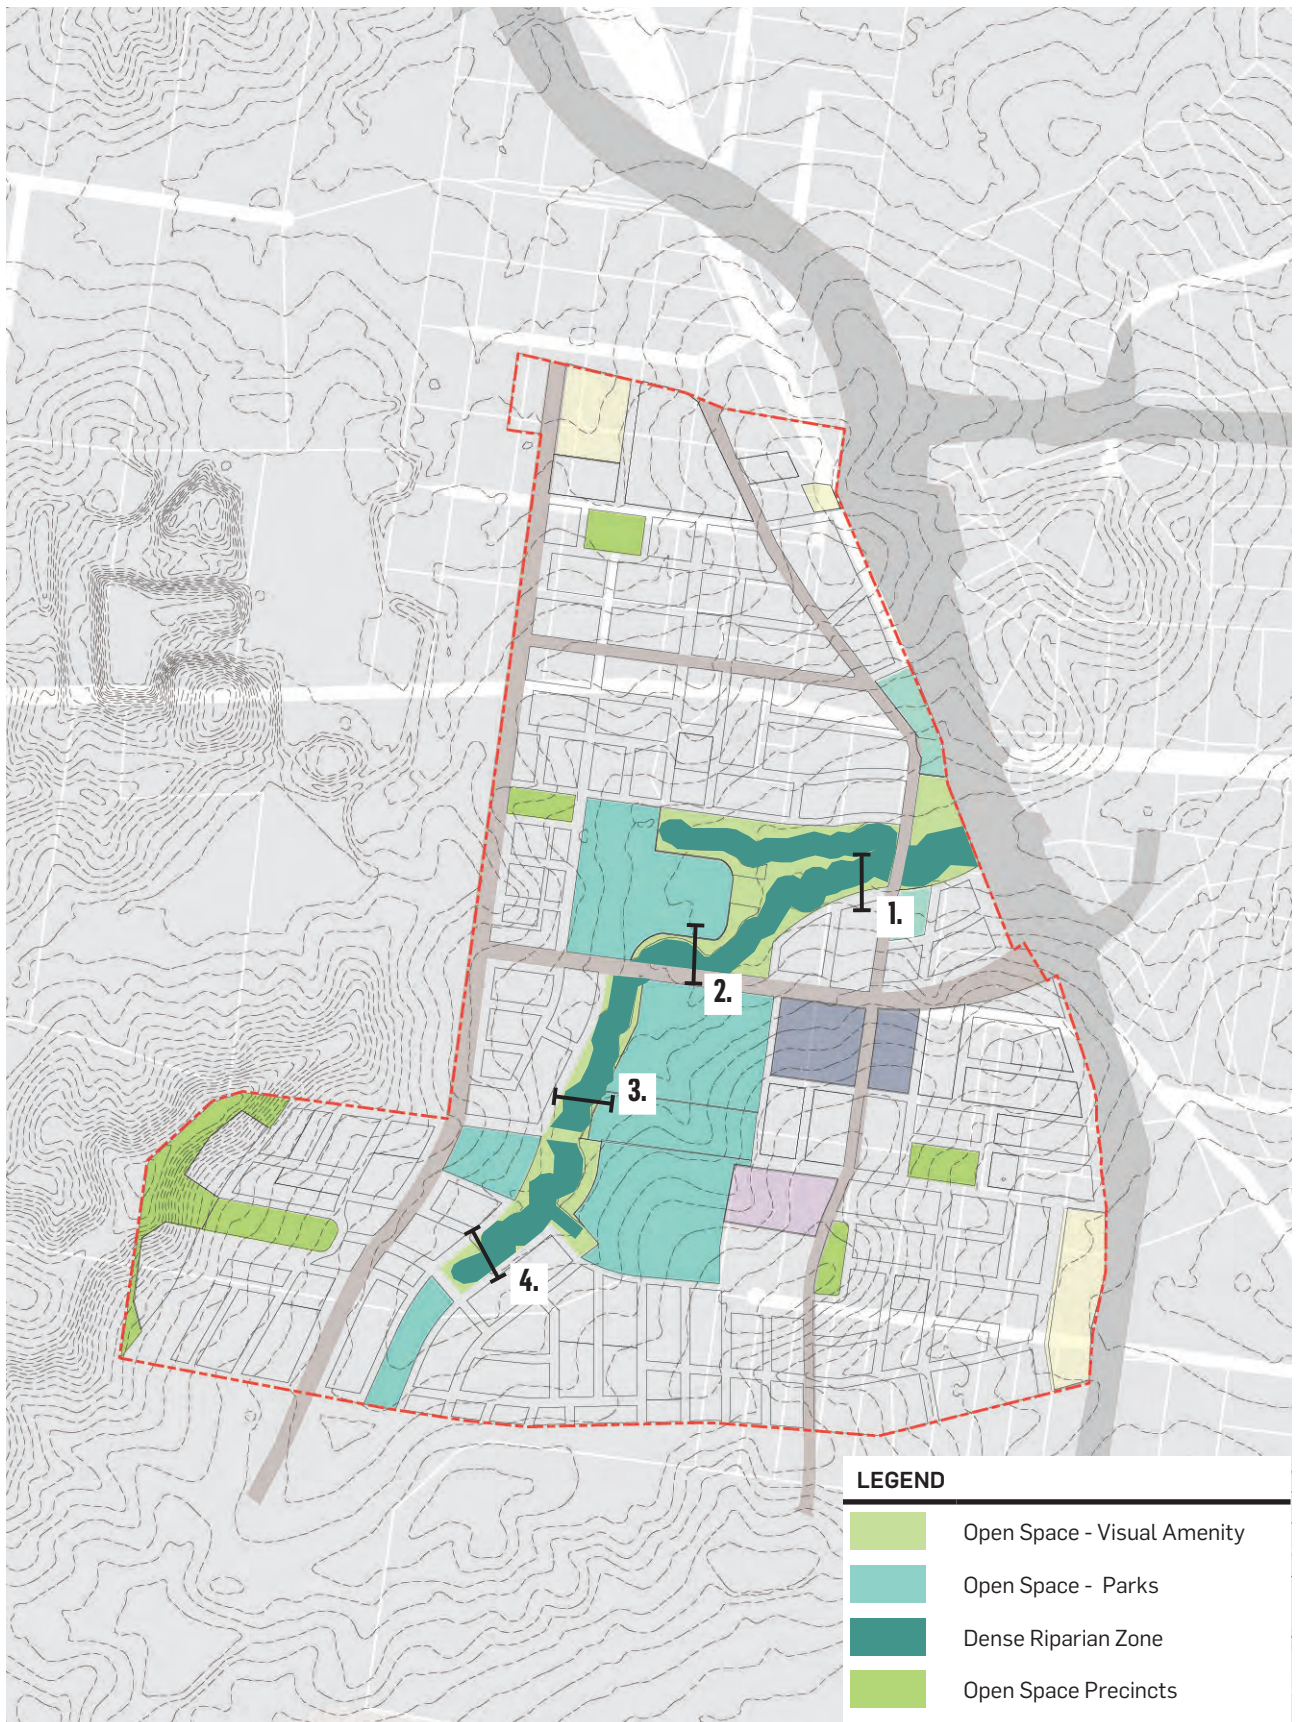 1.
2.
3.
4.
LEGEND
Open Space - Visual Amenity
Open Space - Parks
Dense Riparian Zone
Open Space Precincts